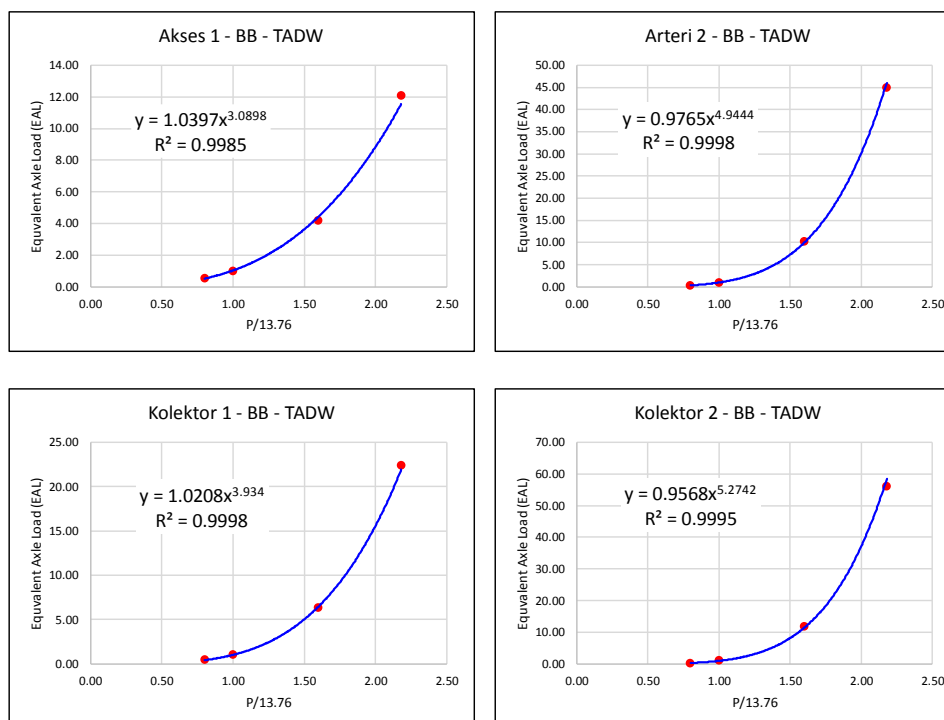 Akses 1 - BB - TADW
14.00
12.00
10.00
8.00
6.00
4.00
2.00
0.00
Equvalent Axle Load (EAL)
y = 1.0397x^3.0898
R² = 0.9985
0.00 0.50 1.00 1.50 2.00 2.50
P/13.76
Arteri 2 - BB - TADW
50.00
45.00
40.00
35.00
30.00
25.00
20.00
15.00
10.00
5.00
0.00
Equvalent Axle Load (EAL)
y = 0.9765x^4.9444
R² = 0.9998
0.00 0.50 1.00 1.50 2.00 2.50
P/13.76
Kolektor 1 - BB - TADW
25.00
20.00
15.00
10.00
5.00
0.00
Equvalent Axle Load (EAL)
y = 1.0208x^3.934
R² = 0.9998
0.00 0.50 1.00 1.50 2.00 2.50
P/13.76
Kolektor 2 - BB - TADW
70.00
60.00
50.00
40.00
30.00
20.00
10.00
0.00
Equvalent Axle Load (EAL)
y = 0.9568x^5.2742
R² = 0.9995
0.00 0.50 1.00 1.50 2.00 2.50
P/13.76